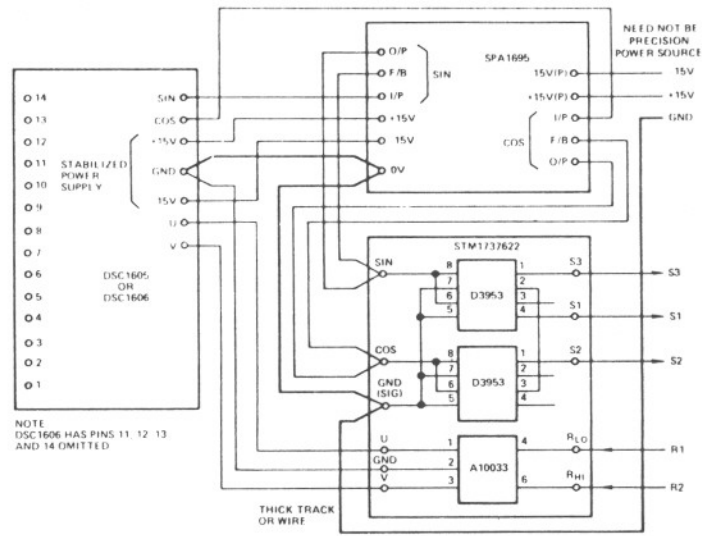 NEED NOT BE
PRECISION
POWER SOURCE
SPA1695
O/P
F/B
I/P
SIN
+15V
15V
0V
15V(P)
+15V(P)
I/P
F/B
O/P
COS
15V
+15V
GND
14
13
12
11
10
9
8
7
6
5
4
3
2
1
SIN
COS
+15V
GND
15V
U
V
STABILIZED
POWER
SUPPLY
DSC1605
OR
DSC1606
NOTE
DSC1606 HAS PINS 11, 12, 13
AND 14 OMITTED
STM1737622
SIN
8
7
6
5
D3953
1
2
3
4
S3
S1
S3
S1
COS
GND
(SIG)
8
7
6
5
D3953
1
2
3
4
S2
S2
U
GND
V
1
2
3
A10033
4
6
RLO
RHI
R1
R2
THICK TRACK
OR WIRE